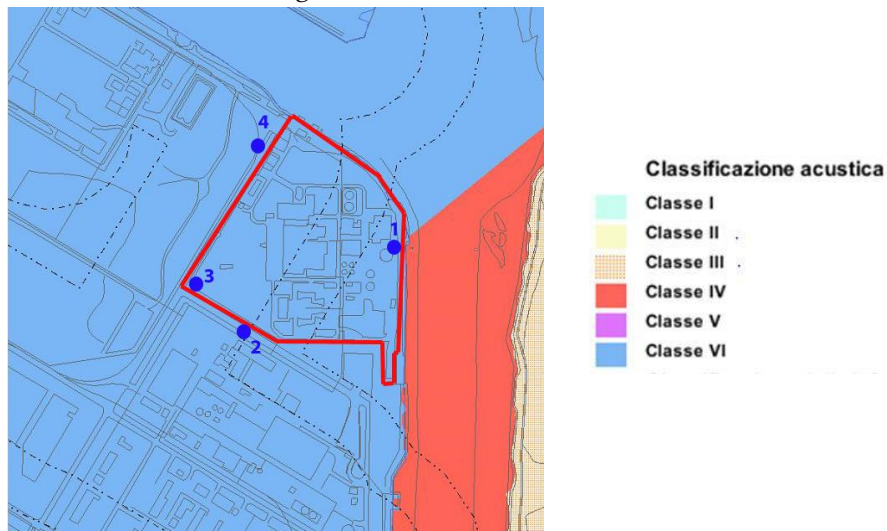 4
1
3
2
Classificazione acustica
Classe I
Classe II
Classe III
Classe IV
Classe V
Classe VI